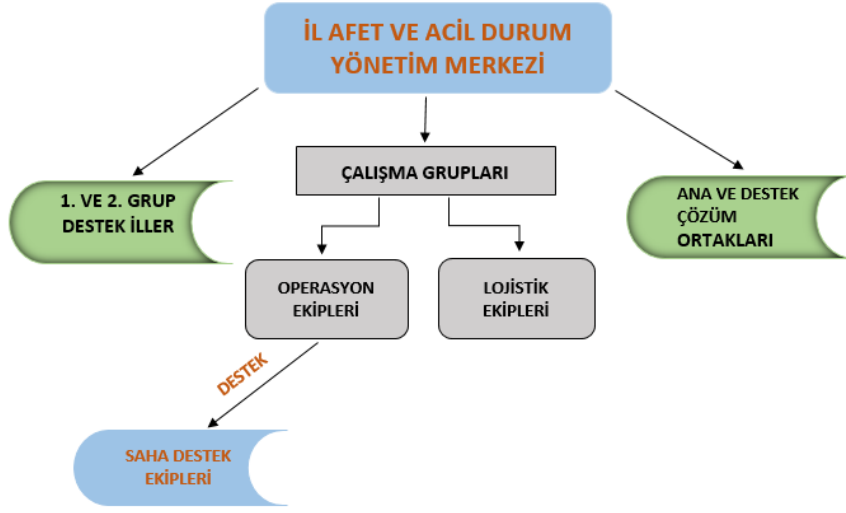 İL AFET VE ACİL DURUM
YÖNETİM MERKEZİ
1. VE 2. GRUP
DESTEK İLLER
ÇALIŞMA GRUPLARI
ANA VE DESTEK
ÇÖZÜM
ORTAKLARI
OPERASYON
EKİPLERİ
LOJİSTİK
EKİPLERİ
DESTEK
SAHA DESTEK
EKİPLERİ